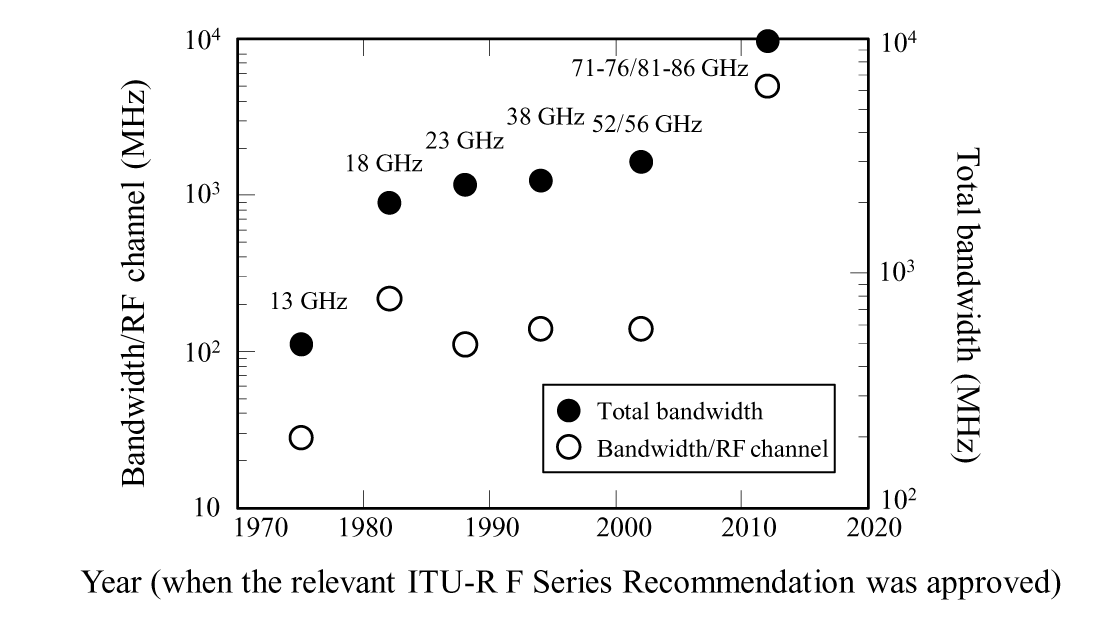 10⁴
10³
10²
10
Bandwidth/RF channel (MHz)
10⁴
10³
10²
Total bandwidth (MHz)
71-76/81-86 GHz
38 GHz
52/56 GHz
23 GHz
18 GHz
13 GHz
Total bandwidth
Bandwidth/RF channel
1970 1980 1990 2000 2010 2020
Year (when the relevant ITU-R F Series Recommendation was approved)